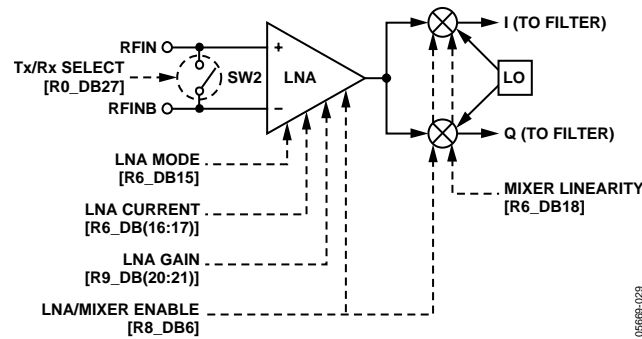 RFIN
Tx/Rx SELECT
[R0_DB27]
SW2
RFINB
+
−
LNA
I (TO FILTER)
LO
Q (TO FILTER)
LNA MODE
[R6_DB15]
LNA CURRENT
[R6_DB(16:17)]
LNA GAIN
[R9_DB(20:21)]
LNA/MIXER ENABLE
[R8_DB6]
MIXER LINEARITY
[R6_DB18]
05669-029